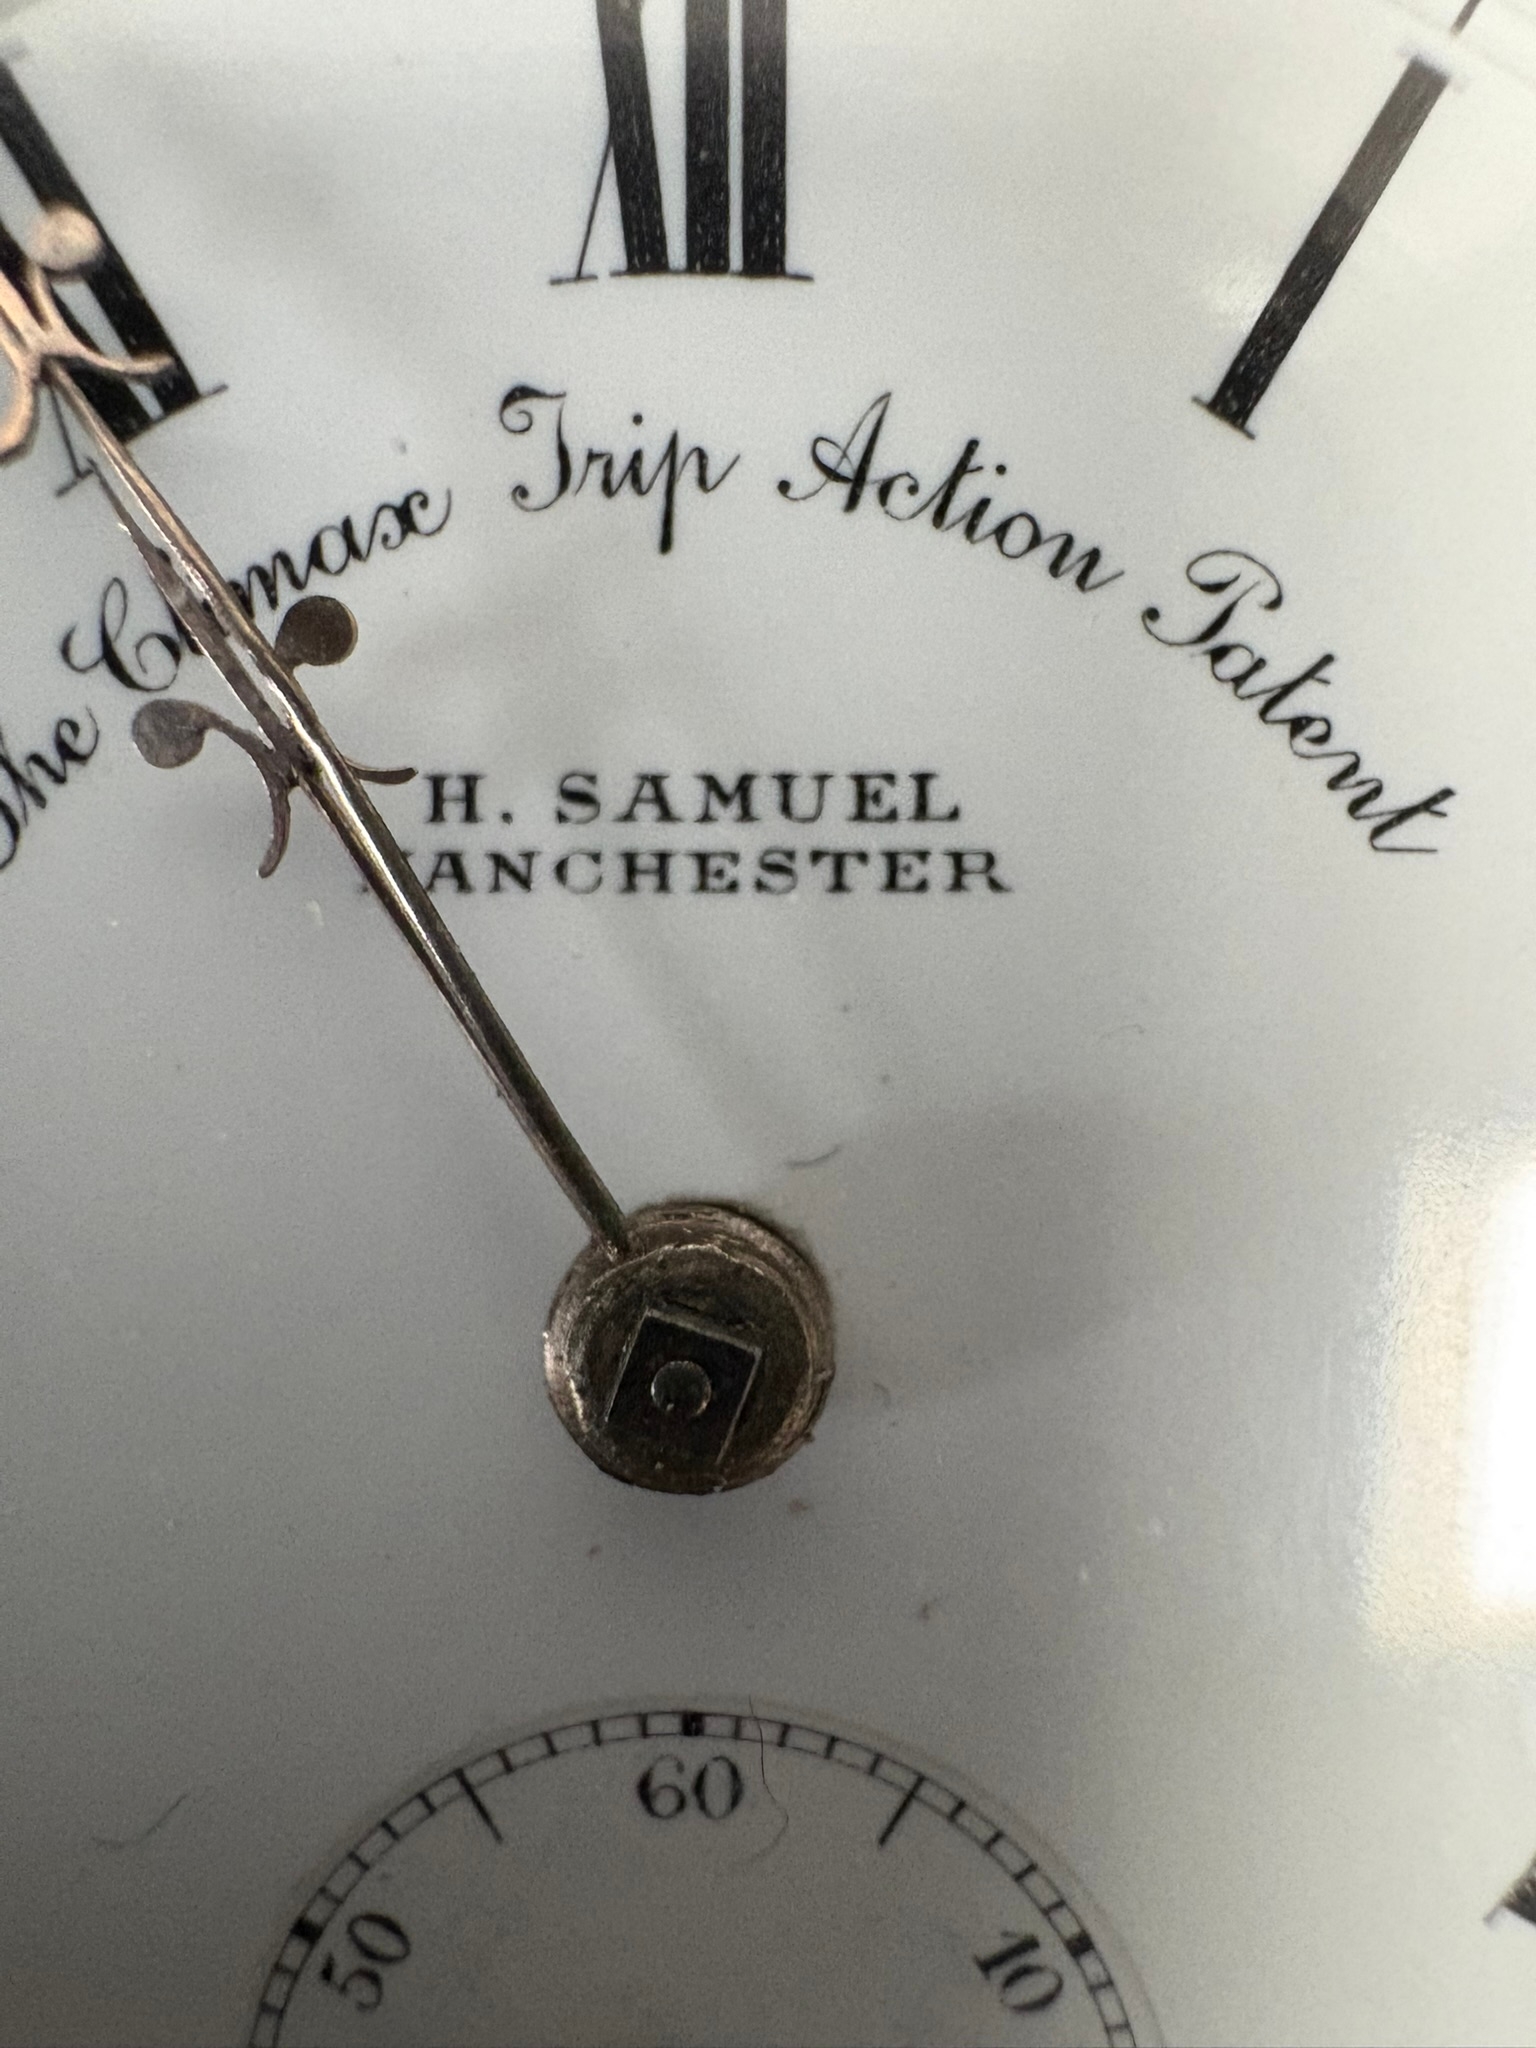 XII
I
The Climax Trip Action Patent
H. SAMUEL
MANCHESTER
60
50
10